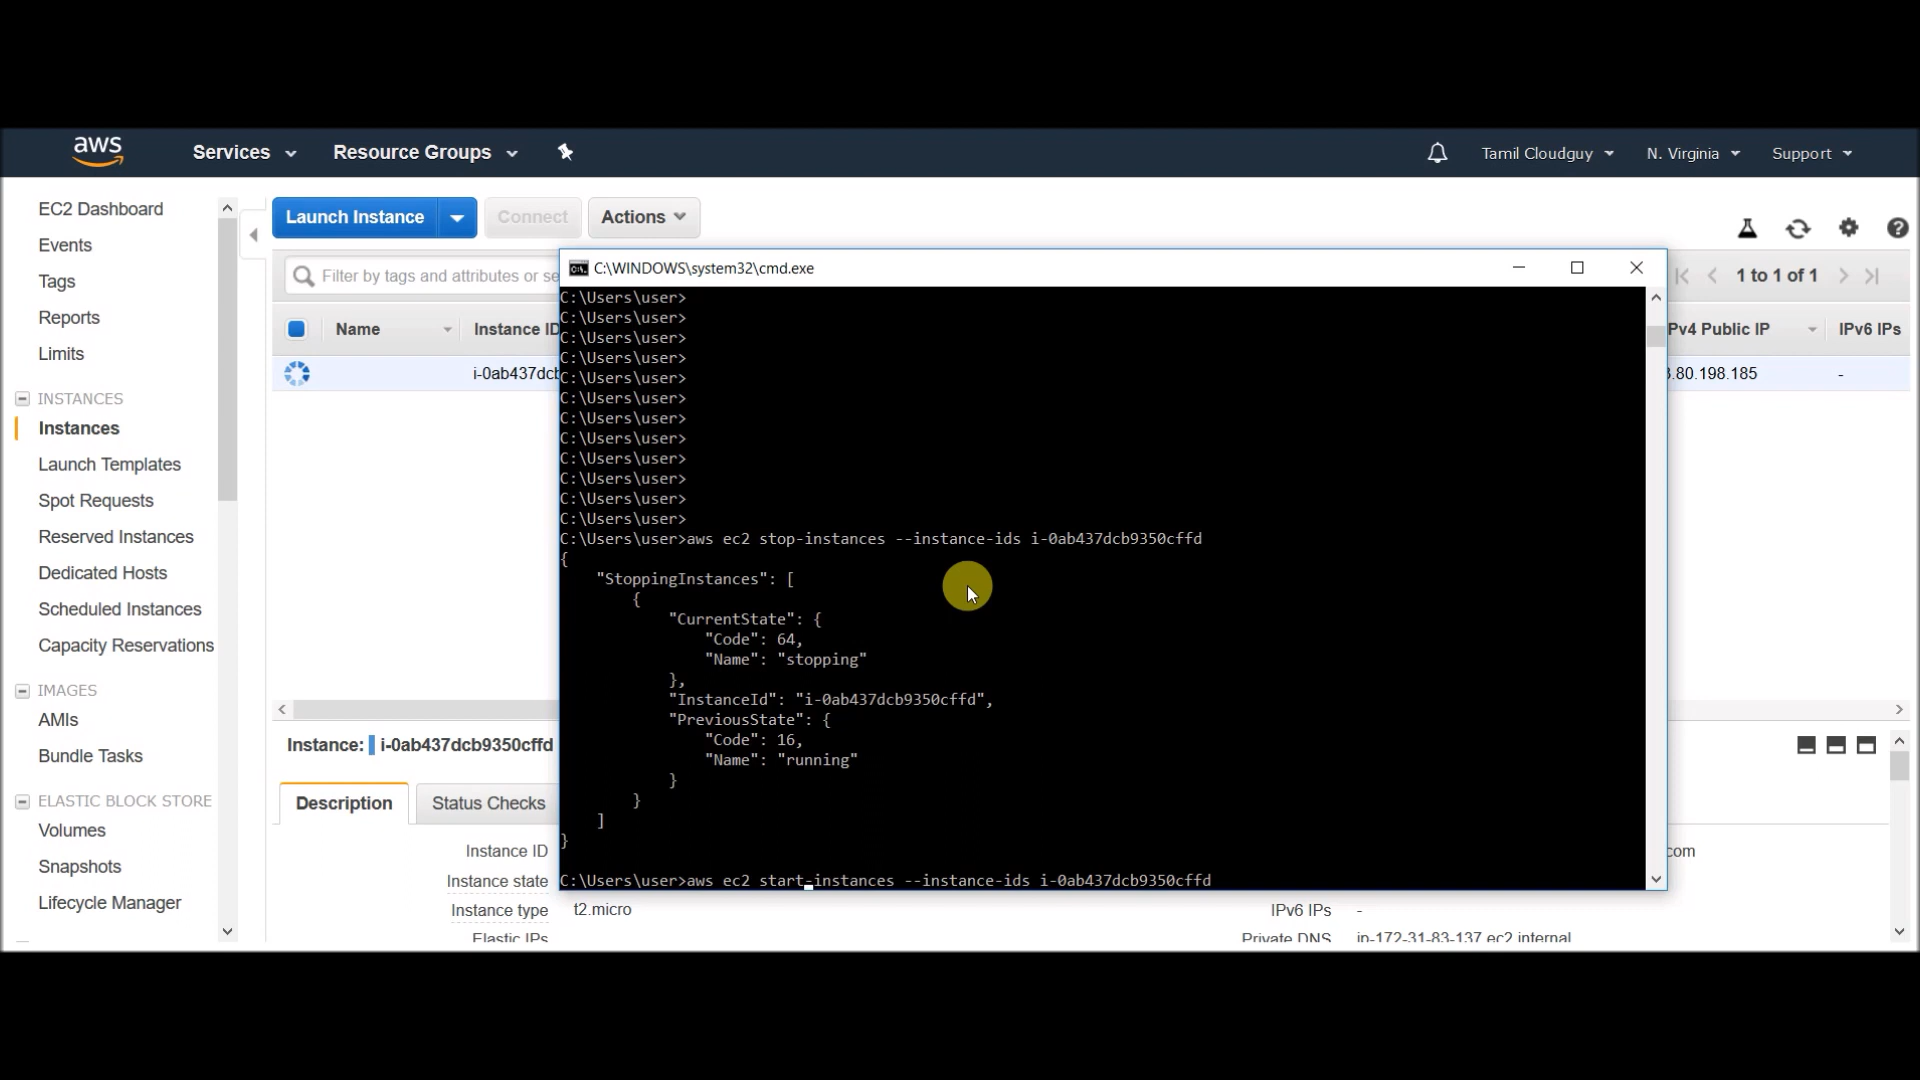 aws
Services
Resource Groups
Tamil Cloudguy
N. Virginia
Support
EC2 Dashboard
Events
Tags
Reports
Limits
INSTANCES
Instances
Launch Templates
Spot Requests
Reserved Instances
Dedicated Hosts
Scheduled Instances
Capacity Reservations
IMAGES
AMIs
Bundle Tasks
ELASTIC BLOCK STORE
Volumes
Snapshots
Lifecycle Manager
Launch Instance
Connect
Actions
Filter by tags and attributes or se
1 to 1 of 1
Name
Instance ID
Pv4 Public IP
IPv6 IPs
i-0ab437dcb
.80.198.185
-
C:\WINDOWS\system32\cmd.exe
C:\Users\user>
C:\Users\user>
C:\Users\user>
C:\Users\user>
C:\Users\user>
C:\Users\user>
C:\Users\user>
C:\Users\user>
C:\Users\user>
C:\Users\user>
C:\Users\user>
C:\Users\user>
C:\Users\user>aws ec2 stop-instances --instance-ids i-0ab437dcb9350cffd
{
    "StoppingInstances": [
        {
            "CurrentState": {
                "Code": 64,
                "Name": "stopping"
            },
            "InstanceId": "i-0ab437dcb9350cffd",
            "PreviousState": {
                "Code": 16,
                "Name": "running"
            }
        }
    ]
}
C:\Users\user>aws ec2 start-instances --instance-ids i-0ab437dcb9350cffd
Instance: i-0ab437dcb9350cffd
Description
Status Checks
Instance ID
com
Instance state
Instance type
t2.micro
IPv6 IPs
-
Elastic IPs
Private DNS
ip-172-31-83-137.ec2.internal